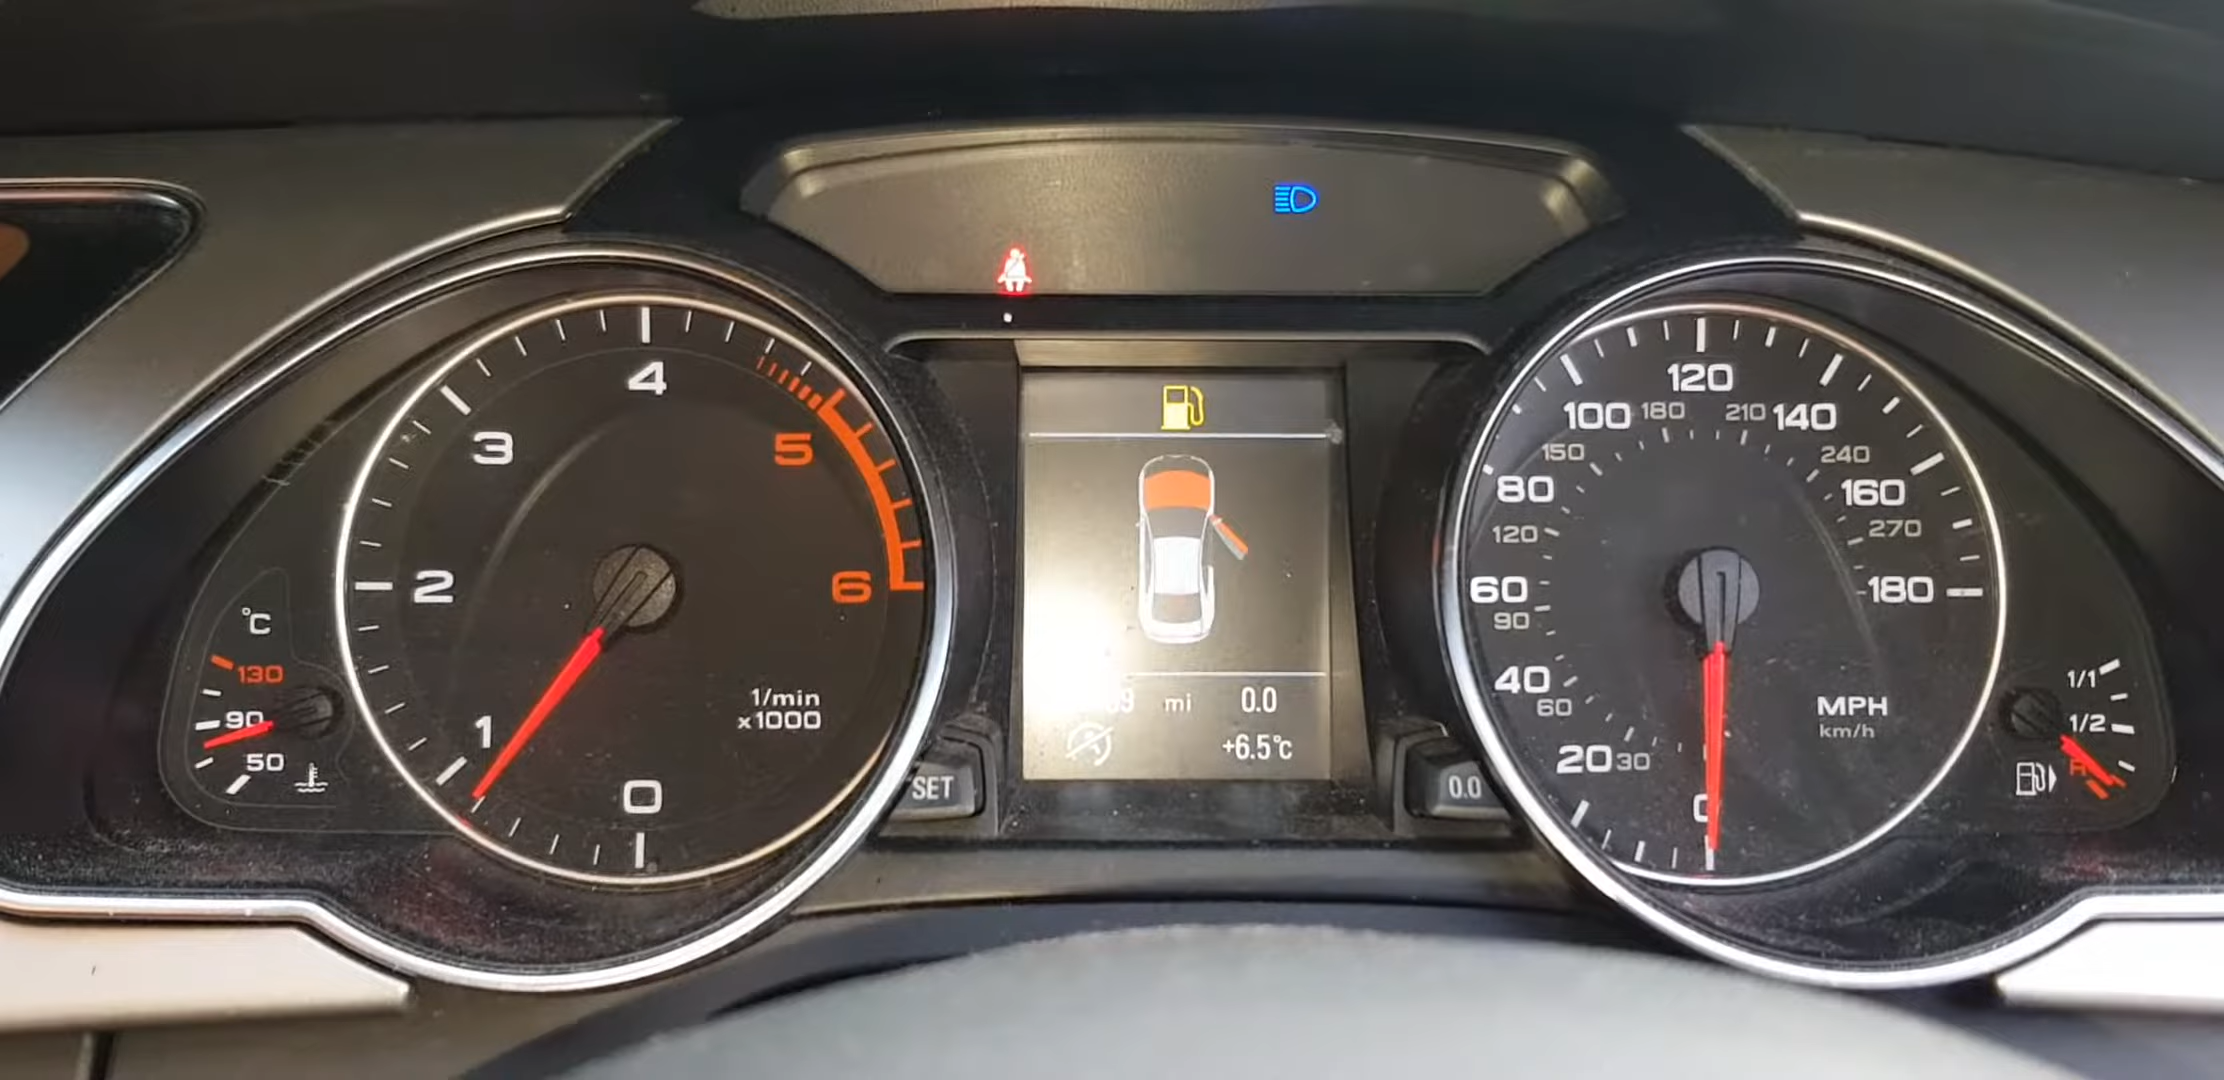 4
3
5
2
6
1
0
1/min
x1000
°C
130
90
50
mi 0.0
+6.5°C
SET
0.0
120
100 180 210 140
150 240
80 160
120 270
60 180
90
40
60
MPH
km/h
20 30
0
1/1
1/2
R